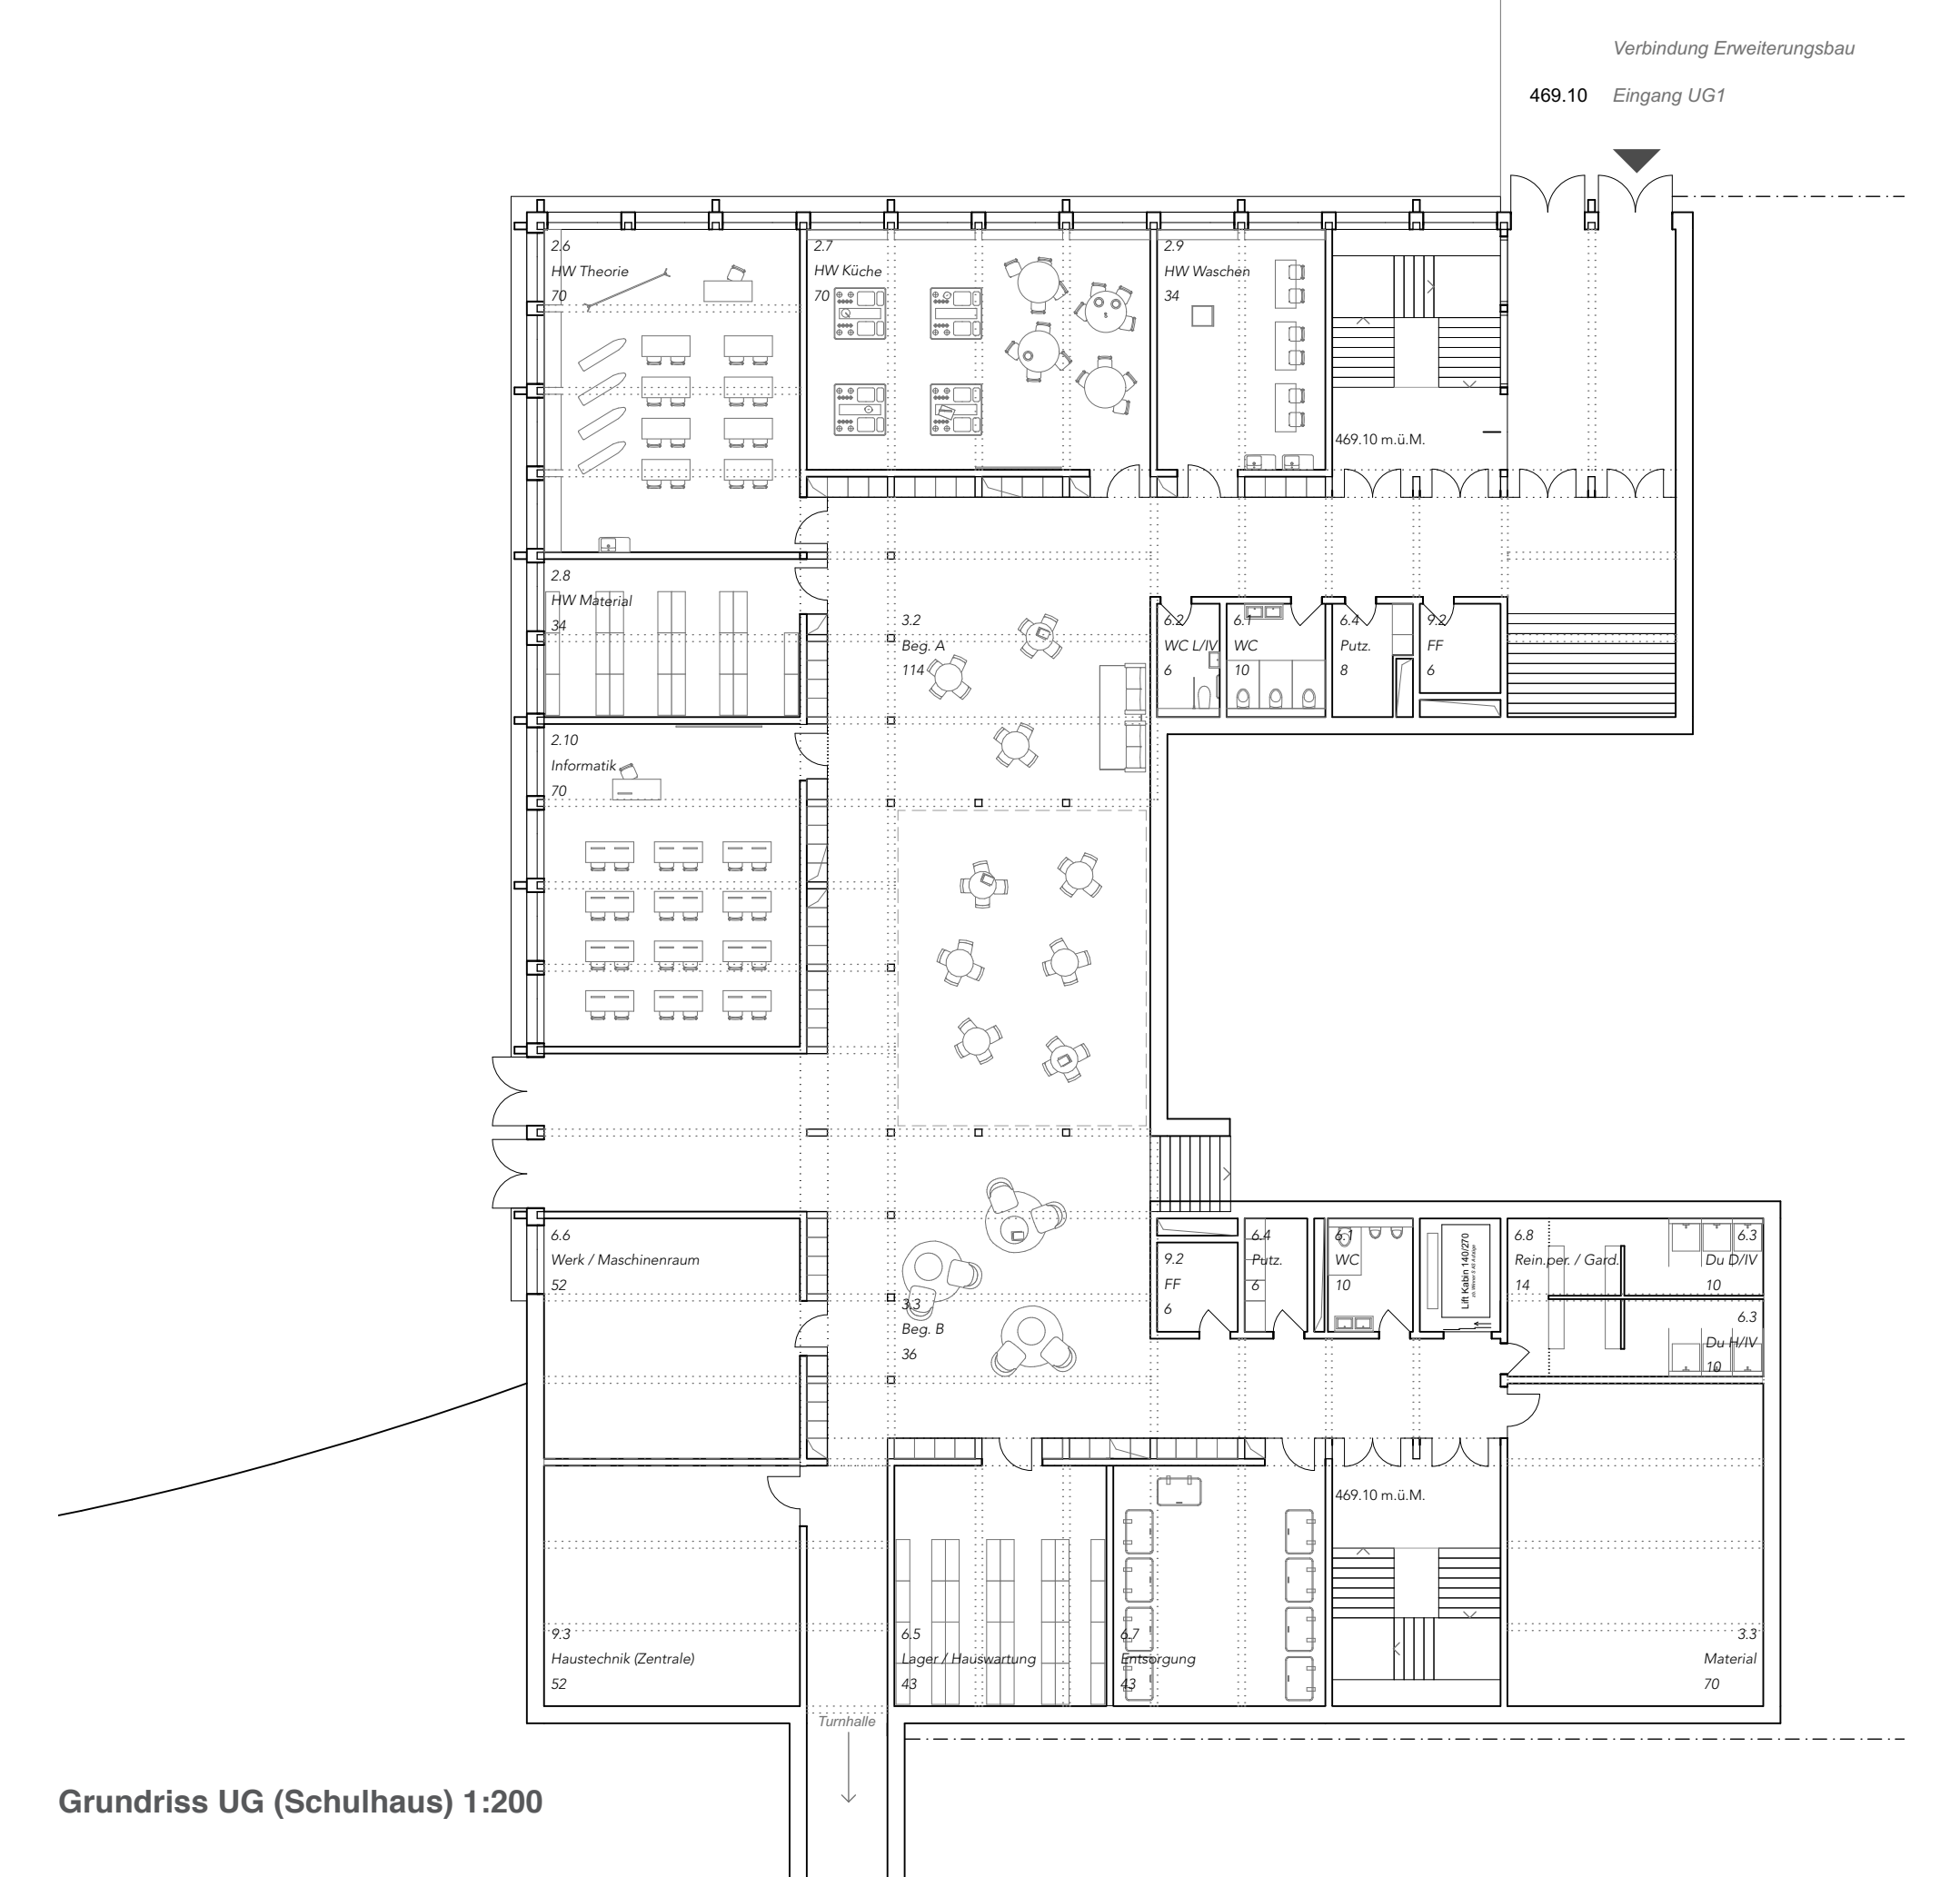 Verbindung Erweiterungsbau
469.10 Eingang UG1
2.6
HW Theorie
70
2.7
HW Küche
70
2.9
HW Waschen
34
469.10 m.ü.M.
2.8
HW Material
34
3.2
Beg. A
114
6.2
WC L/IV
6
6.1
WC
10
6.4
Putz.
8
9.2
FF
6
2.10
Informatik
70
6.6
Werk / Maschinenraum
52
3.3
Beg. B
36
9.2
FF
6
6.4
Putz.
6
6.1
WC
10
Lift Kabin 140/270
6.8
Rein.per. / Gard.
14
6.3
Du D/IV
10
6.3
Du H/IV
10
469.10 m.ü.M.
9.3
Haustechnik (Zentrale)
52
6.5
Lager / Hauswartung
43
6.7
Entsorgung
43
3.3
Material
70
Turnhalle
Grundriss UG (Schulhaus) 1:200